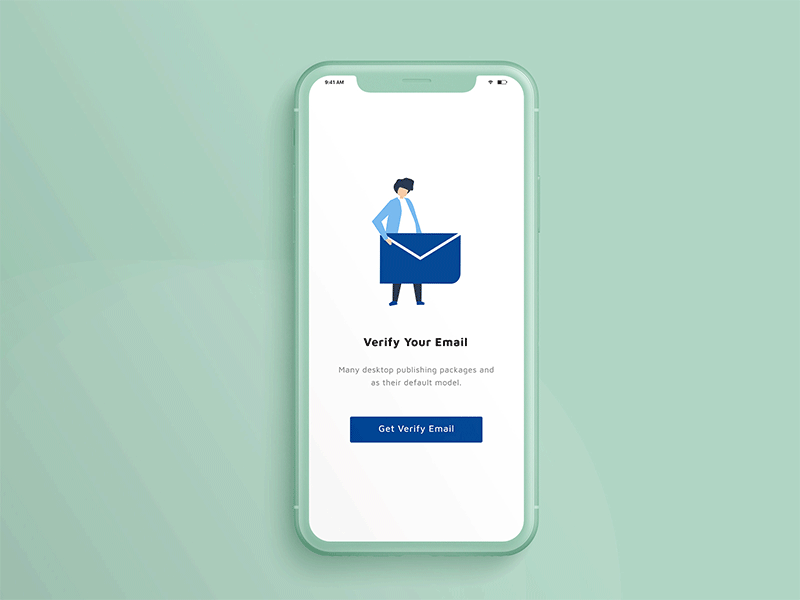 9:41 AM
Verify Your Email
Many desktop publishing packages and
as their default model.
Get Verify Email